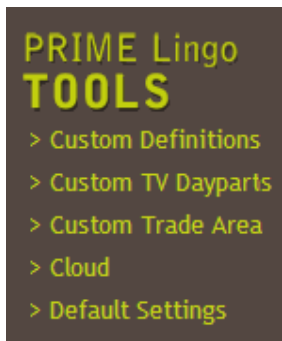 PRIME Lingo
TOOLS
> Custom Definitions
> Custom TV Dayparts
> Custom Trade Area
> Cloud
> Default Settings